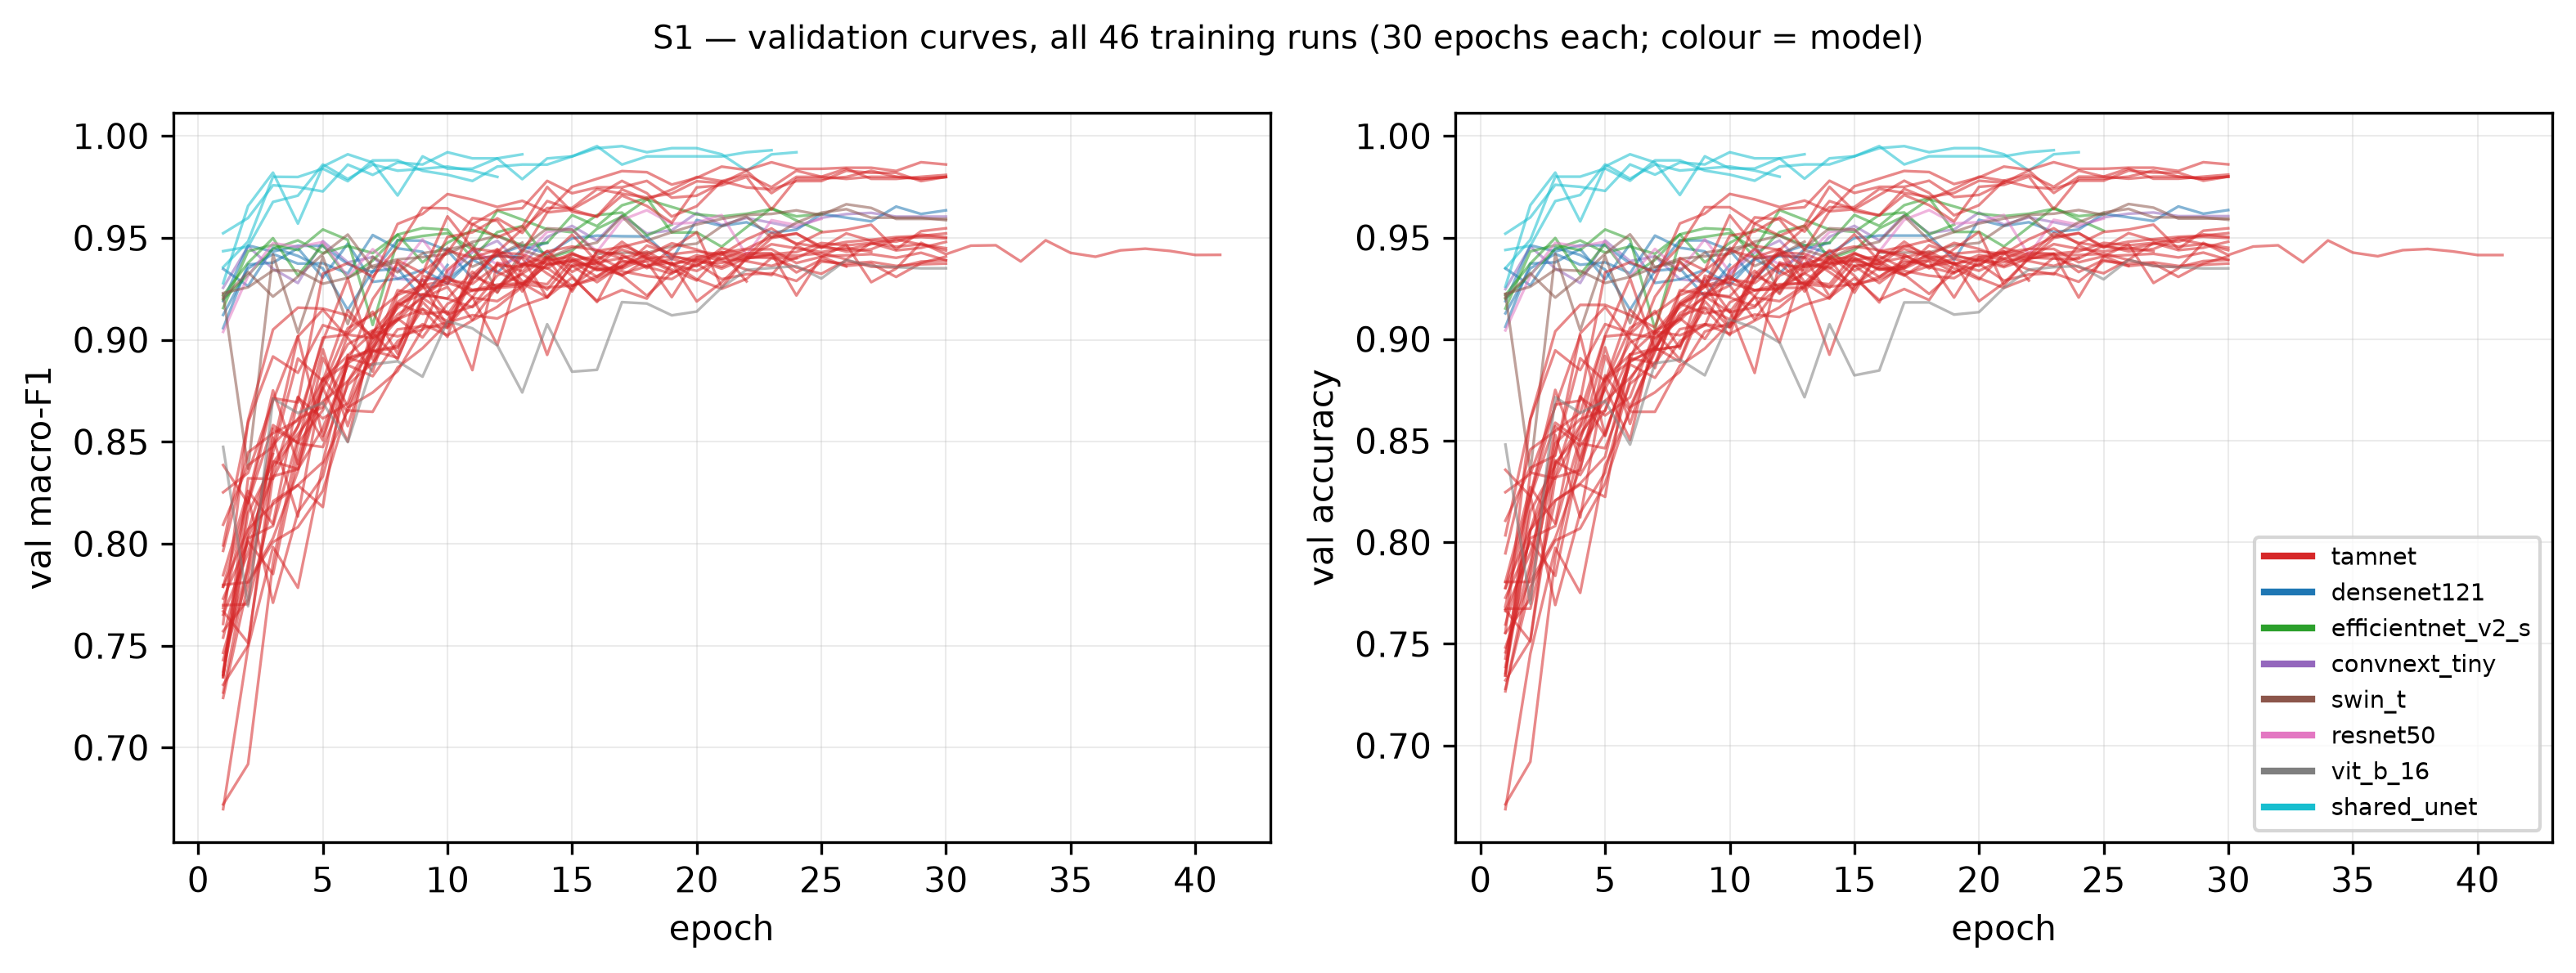 S1 — validation curves, all 46 training runs (30 epochs each; colour = model)
val macro-F1
1.00
0.95
0.90
0.85
0.80
0.75
0.70
0 5 10 15 20 25 30 35 40
epoch
val accuracy
1.00
0.95
0.90
0.85
0.80
0.75
0.70
0 5 10 15 20 25 30 35 40
epoch
tamnet
densenet121
efficientnet_v2_s
convnext_tiny
swin_t
resnet50
vit_b_16
shared_unet